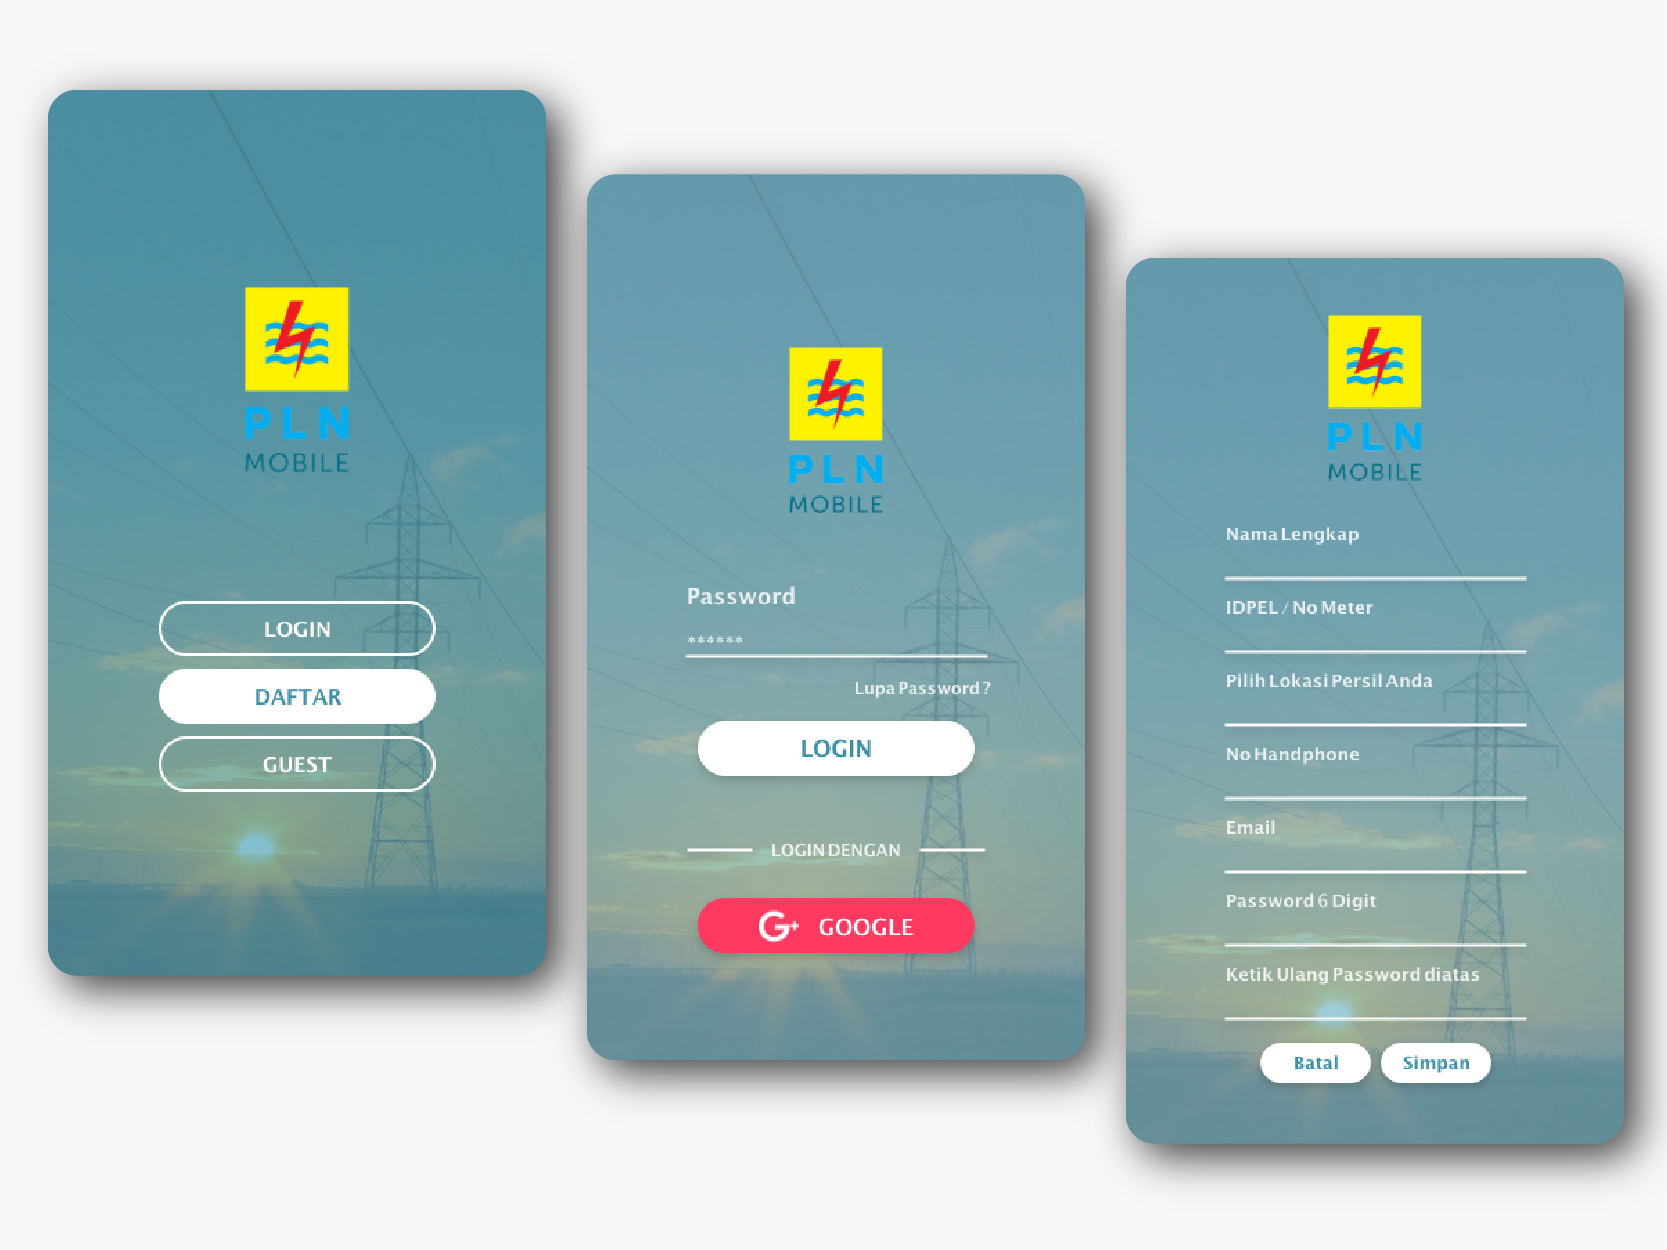 PLN
MOBILE
LOGIN
DAFTAR
GUEST
PLN
MOBILE
Password
******
Lupa Password ?
LOGIN
LOGIN DENGAN
G+ GOOGLE
PLN
MOBILE
Nama Lengkap
IDPEL / No Meter
Pilih Lokasi Persil Anda
No Handphone
Email
Password 6 Digit
Ketik Ulang Password diatas
Batal Simpan